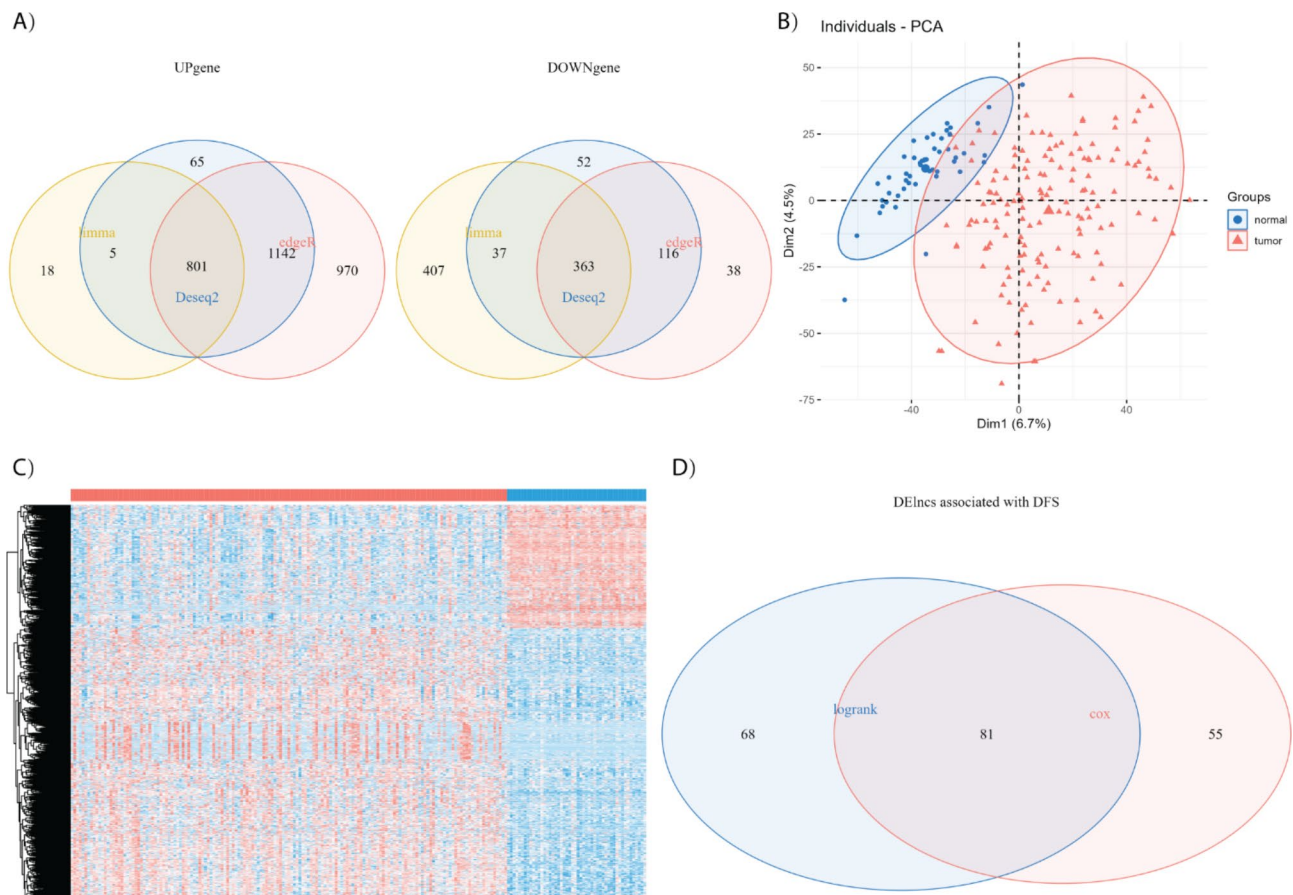 A)
UPgene
65
limma
edgeR
18
5
801
1142
970
Deseq2
DOWNgene
52
limma
edgeR
407
37
363
116
38
Deseq2
B)
Individuals - PCA
50
25
0
-25
-50
-75
Dim2 (4.5%)
-40
0
40
Dim1 (6.7%)
Groups
normal
tumor
C)
D)
DElncs associated with DFS
logrank
cox
68
81
55